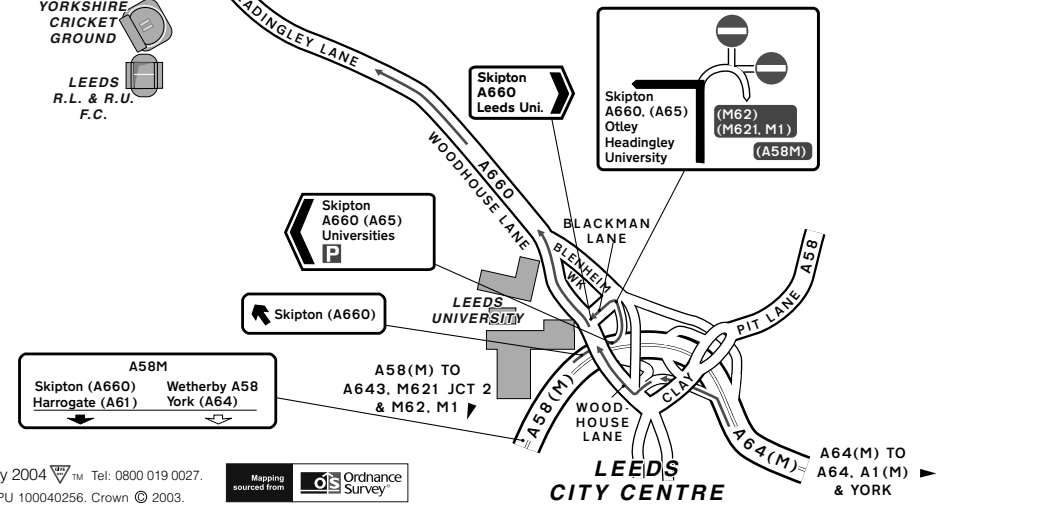 YORKSHIRE
CRICKET
GROUND
LEEDS
R.L. & R.U.
F.C.
ADINGLEY LANE
Skipton
A660
Leeds Uni.
Skipton
A660, (A65)
Otley
Headingley
University
(M62)
(M621, M1)
(A58M)
WOODHOUSE LANE
A660
Skipton
A660 (A65)
Universities
P
BLACKMAN
LANE
BLENHEIM
WK
A58
PIT LANE
CLAY
LEEDS
UNIVERSITY
Skipton (A660)
A58M
Skipton (A660)
Harrogate (A61)
Wetherby A58
York (A64)
A58(M) TO
A643, M621 JCT 2
& M62, M1
A58(M)
WOOD-
HOUSE
LANE
A64(M)
A64(M) TO
A64, A1(M)
& YORK
LEEDS
CITY CENTRE
y 2004 TM Tel: 0800 019 0027.
PU 100040256. Crown © 2003.
Mapping
sourced from
OS Ordnance
Survey®